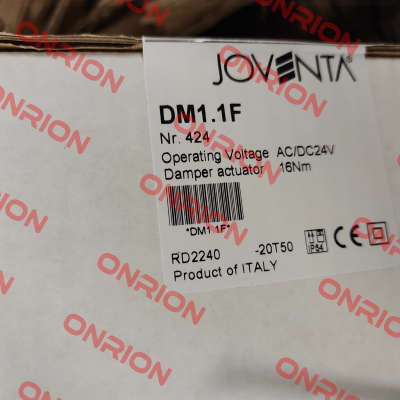 JOVENTA®
DM1.1F
Nr. 424
Operating Voltage AC/DC24V
Damper actuator 16Nm
*DM1.1F*
RD2240 -20T50 IP54 CE
Product of ITALY
ONRION
ONRION
ONRION
ONRION
ONRION
ONRION
ONRION
ONRION
ONRION